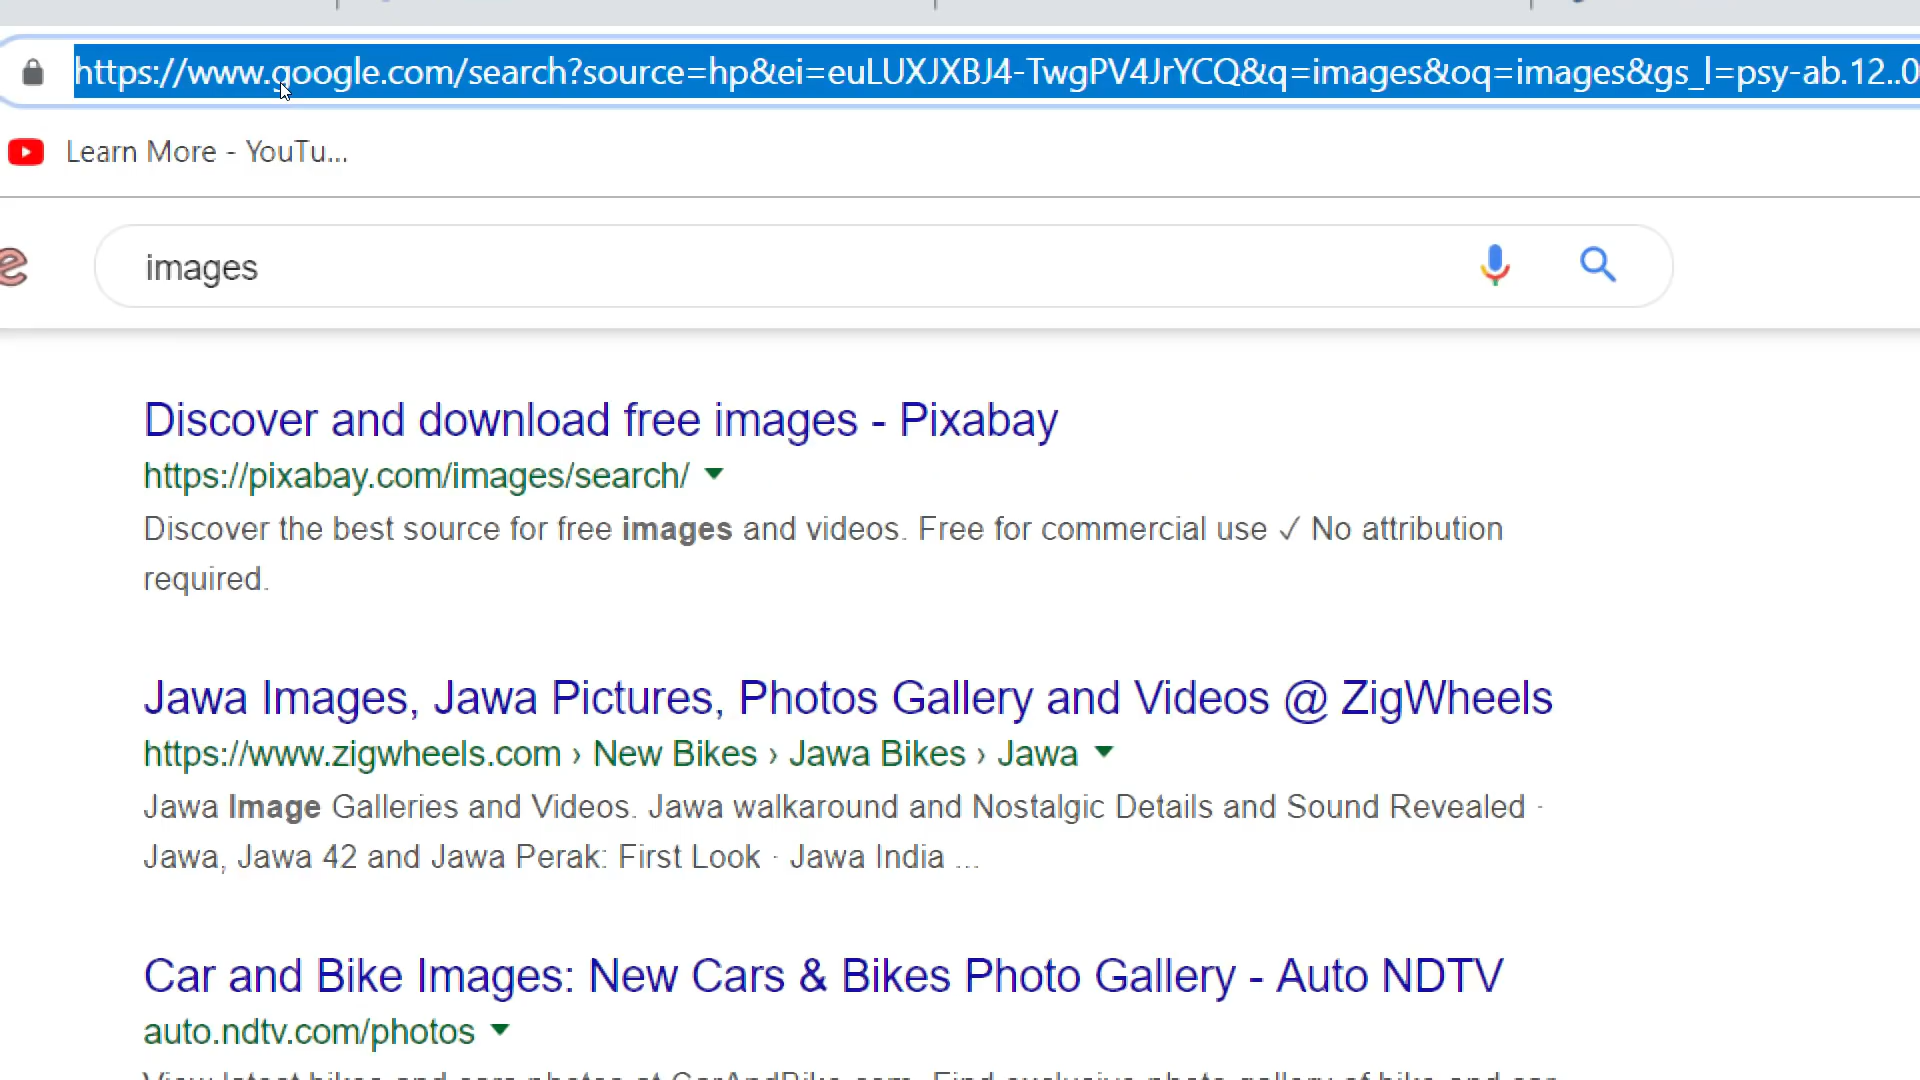 https://www.google.com/search?source=hp&ei=euLUXJXBJ4-TwgPV4JrYCQ&q=images&oq=images&gs_l=psy-ab.12..0
Learn More - YouTu...
e
images
Discover and download free images - Pixabay
https://pixabay.com/images/search/
Discover the best source for free images and videos. Free for commercial use ✓ No attribution
required.
Jawa Images, Jawa Pictures, Photos Gallery and Videos @ ZigWheels
https://www.zigwheels.com › New Bikes › Jawa Bikes › Jawa
Jawa Image Galleries and Videos. Jawa walkaround and Nostalgic Details and Sound Revealed ·
Jawa, Jawa 42 and Jawa Perak: First Look · Jawa India ...
Car and Bike Images: New Cars & Bikes Photo Gallery - Auto NDTV
auto.ndtv.com/photos